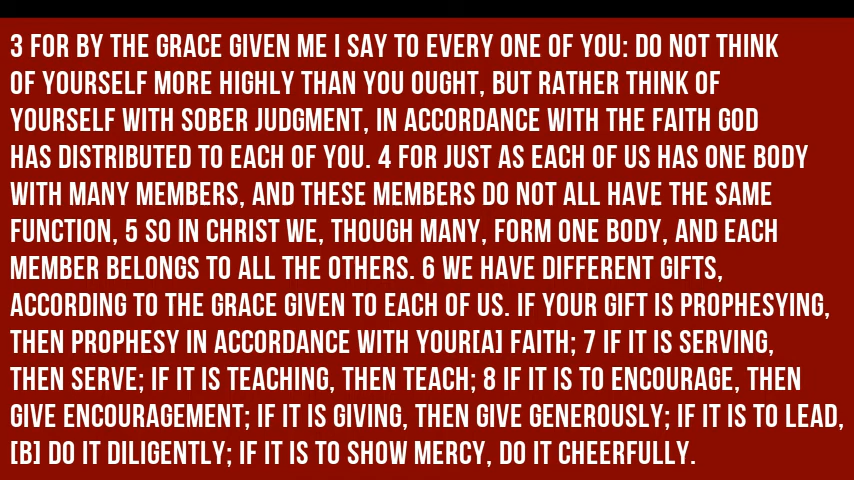 3 FOR BY THE GRACE GIVEN ME I SAY TO EVERY ONE OF YOU: DO NOT THINK
OF YOURSELF MORE HIGHLY THAN YOU OUGHT, BUT RATHER THINK OF
YOURSELF WITH SOBER JUDGMENT, IN ACCORDANCE WITH THE FAITH GOD
HAS DISTRIBUTED TO EACH OF YOU. 4 FOR JUST AS EACH OF US HAS ONE BODY
WITH MANY MEMBERS, AND THESE MEMBERS DO NOT ALL HAVE THE SAME
FUNCTION, 5 SO IN CHRIST WE, THOUGH MANY, FORM ONE BODY, AND EACH
MEMBER BELONGS TO ALL THE OTHERS. 6 WE HAVE DIFFERENT GIFTS,
ACCORDING TO THE GRACE GIVEN TO EACH OF US. IF YOUR GIFT IS PROPHESYING,
THEN PROPHESY IN ACCORDANCE WITH YOUR[A] FAITH; 7 IF IT IS SERVING,
THEN SERVE; IF IT IS TEACHING, THEN TEACH; 8 IF IT IS TO ENCOURAGE, THEN
GIVE ENCOURAGEMENT; IF IT IS GIVING, THEN GIVE GENEROUSLY; IF IT IS TO LEAD,
[B] DO IT DILIGENTLY; IF IT IS TO SHOW MERCY, DO IT CHEERFULLY.